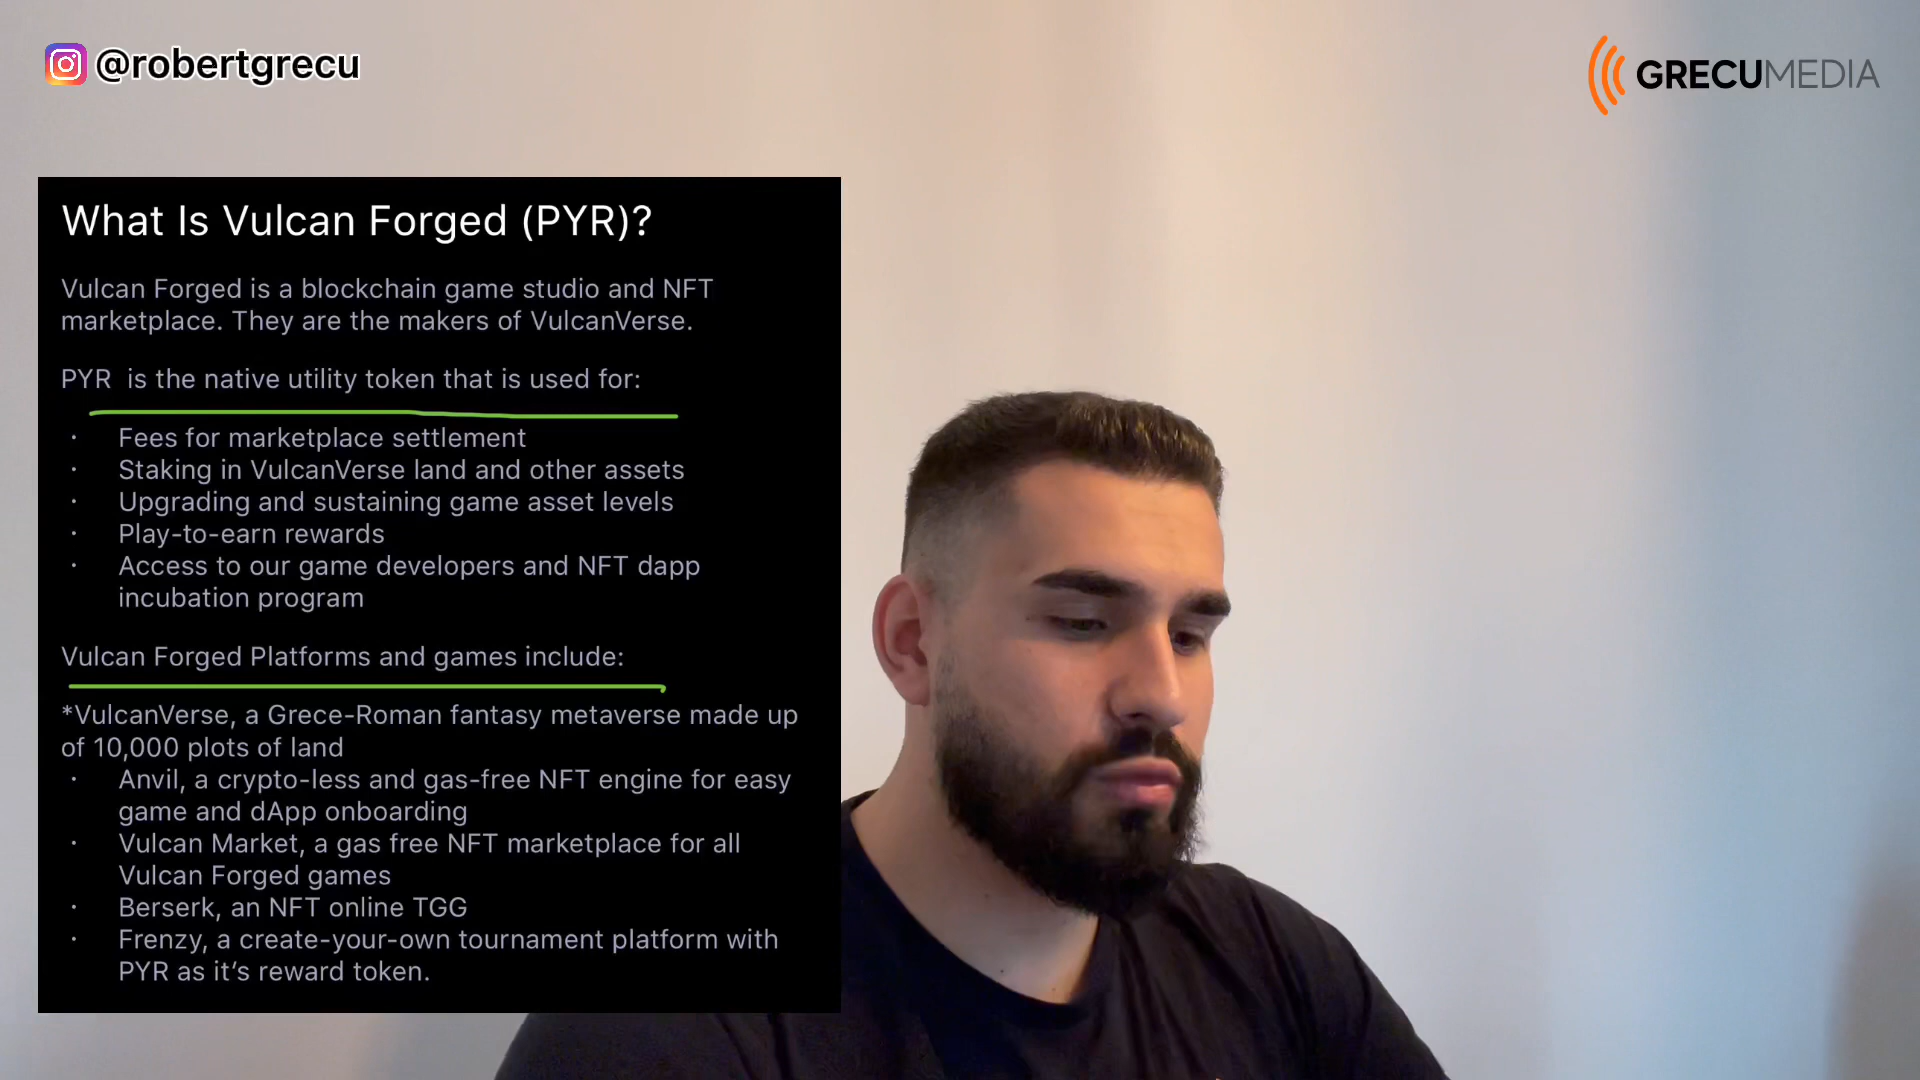 @robertgrecu
GRECUMEDIA
What Is Vulcan Forged (PYR)?
Vulcan Forged is a blockchain game studio and NFT
marketplace. They are the makers of VulcanVerse.
PYR is the native utility token that is used for:
· Fees for marketplace settlement
· Staking in VulcanVerse land and other assets
· Upgrading and sustaining game asset levels
· Play-to-earn rewards
· Access to our game developers and NFT dapp
incubation program
Vulcan Forged Platforms and games include:
*VulcanVerse, a Grece-Roman fantasy metaverse made up
of 10,000 plots of land
· Anvil, a crypto-less and gas-free NFT engine for easy
game and dApp onboarding
· Vulcan Market, a gas free NFT marketplace for all
Vulcan Forged games
· Berserk, an NFT online TGG
· Frenzy, a create-your-own tournament platform with
PYR as it‘s reward token.